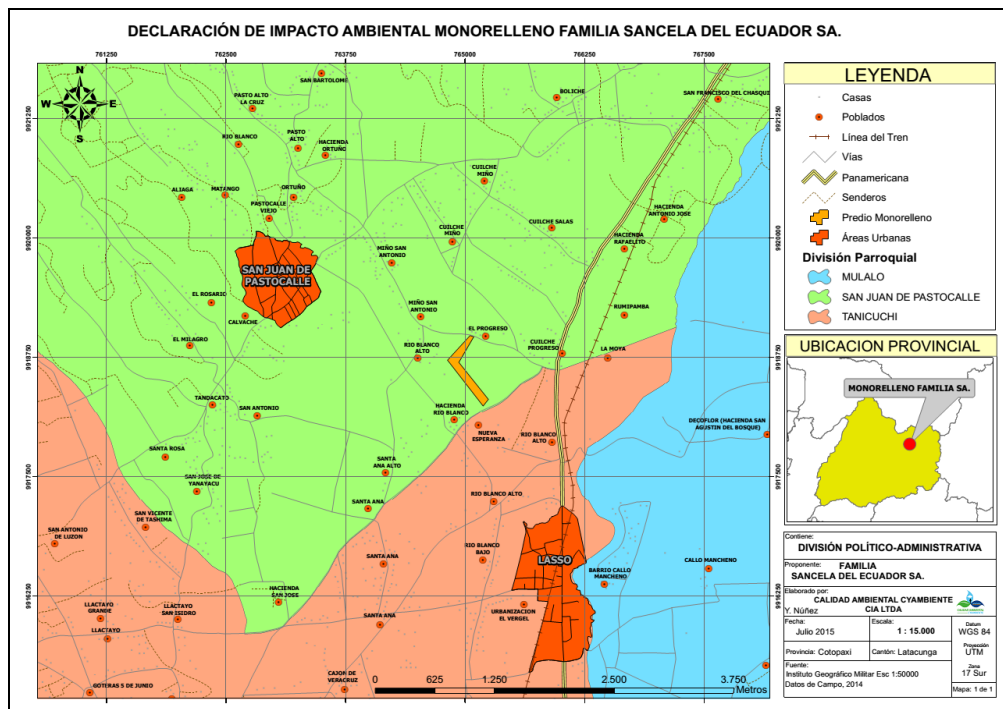 DECLARACIÓN DE IMPACTO AMBIENTAL MONORELLENO FAMILIA SANCELA DEL ECUADOR SA.
761250
762500
763750
765000
766250
767500
N
W
E
S
9921250
9920000
9918750
9917500
9916250
9921250
9920000
9918750
9917500
9916250
SAN BARTOLOME
PASTO ALTO
LA CRUZ
BOLICHE
SAN FRANCISCO DEL CHASQUI
RIO BLANCO
PASTO
ALTO
HACIENDA
ORTUÑO
CUILCHE
MIÑO
ALIAGA
MATANGO
ORTUÑO
PASTOCALLE
VIEJO
CUILCHE
MIÑO
CUILCHE SALAS
HACIENDA
ANTONIO JOSE
HACIENDA
RAFAELITO
MIÑO SAN
ANTONIO
SAN JUAN DE
PASTOCALLE
EL ROSARIO
CALVACHE
MIÑO SAN
ANTONIO
RUMIPAMBA
EL MILAGRO
RIO BLANCO
ALTO
EL PROGRESO
CUILCHE
PROGRESO
LA MOYA
TANDACATO
SAN ANTONIO
HACIENDA
RIO BLANCO
NUEVA
ESPERANZA
RIO BLANCO
ALTO
DECOFLOR (HACIENDA SAN
AGUSTIN DEL BOSQUE)
SANTA ROSA
SANTA
ANA ALTO
SAN JOSE DE
YANAYACU
SANTA ANA
RIO BLANCO ALTO
SAN VICENTE
DE TASHIMA
SAN ANTONIO
DE LUZON
SANTA ANA
RIO BLANCO
BAJO
LASSO
BARRIO CALLO
MANCHENO
CALLO MANCHENO
HACIENDA
SAN JOSE
LLACTAYO
GRANDE
LLACTAYO
SAN ISIDRO
LLACTAYO
SANTA ANA
URBANIZACION
EL VERGEL
CAJON DE
VERACRUZ
GOTERAS 5 DE JUNIO
0
625
1.250
2.500
3.750
Metros
LEYENDA
Casas
Poblados
Línea del Tren
Vías
Panamericana
Senderos
Predio Monorelleno
Áreas Urbanas
División Parroquial
MULALO
SAN JUAN DE PASTOCALLE
TANICUCHI
UBICACION PROVINCIAL
MONORELLENO FAMILIA SA.
Contiene:
DIVISIÓN POLÍTICO-ADMINISTRATIVA
Proponente: FAMILIA
SANCELA DEL ECUADOR SA.
Elaborado por:
CALIDAD AMBIENTAL CYAMBIENTE
Y. Núñez CIA LTDA
Fecha:
Julio 2015
Escala:
1 : 15.000
Datum
WGS 84
Provincia: Cotopaxi
Cantón: Latacunga
Proyección
UTM
Fuente:
Instituto Geográfico Militar Esc 1:50000
Datos de Campo, 2014
Zona
17 Sur
Mapa: 1 de 1